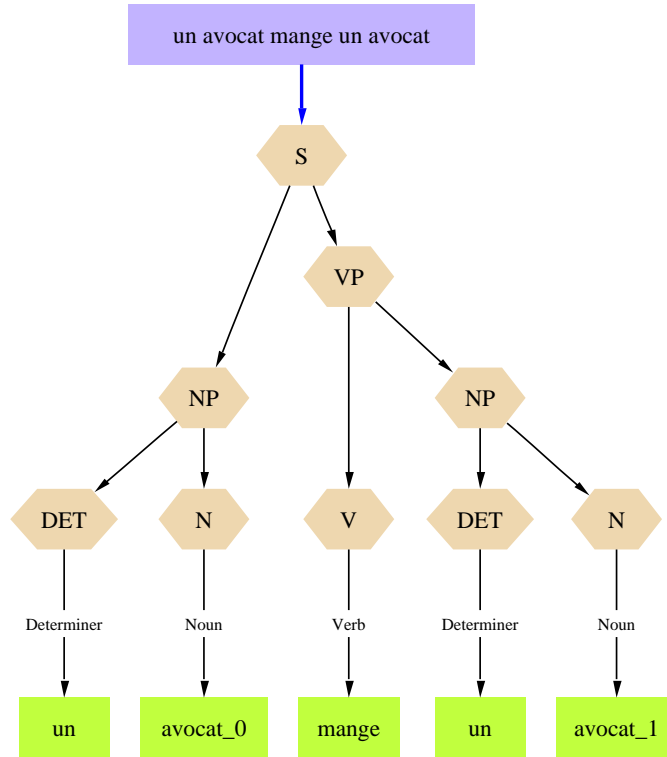 un avocat mange un avocat
S
VP
NP NP
DET N V DET N
Determiner Noun Verb Determiner Noun
un avocat_0 mange un avocat_1